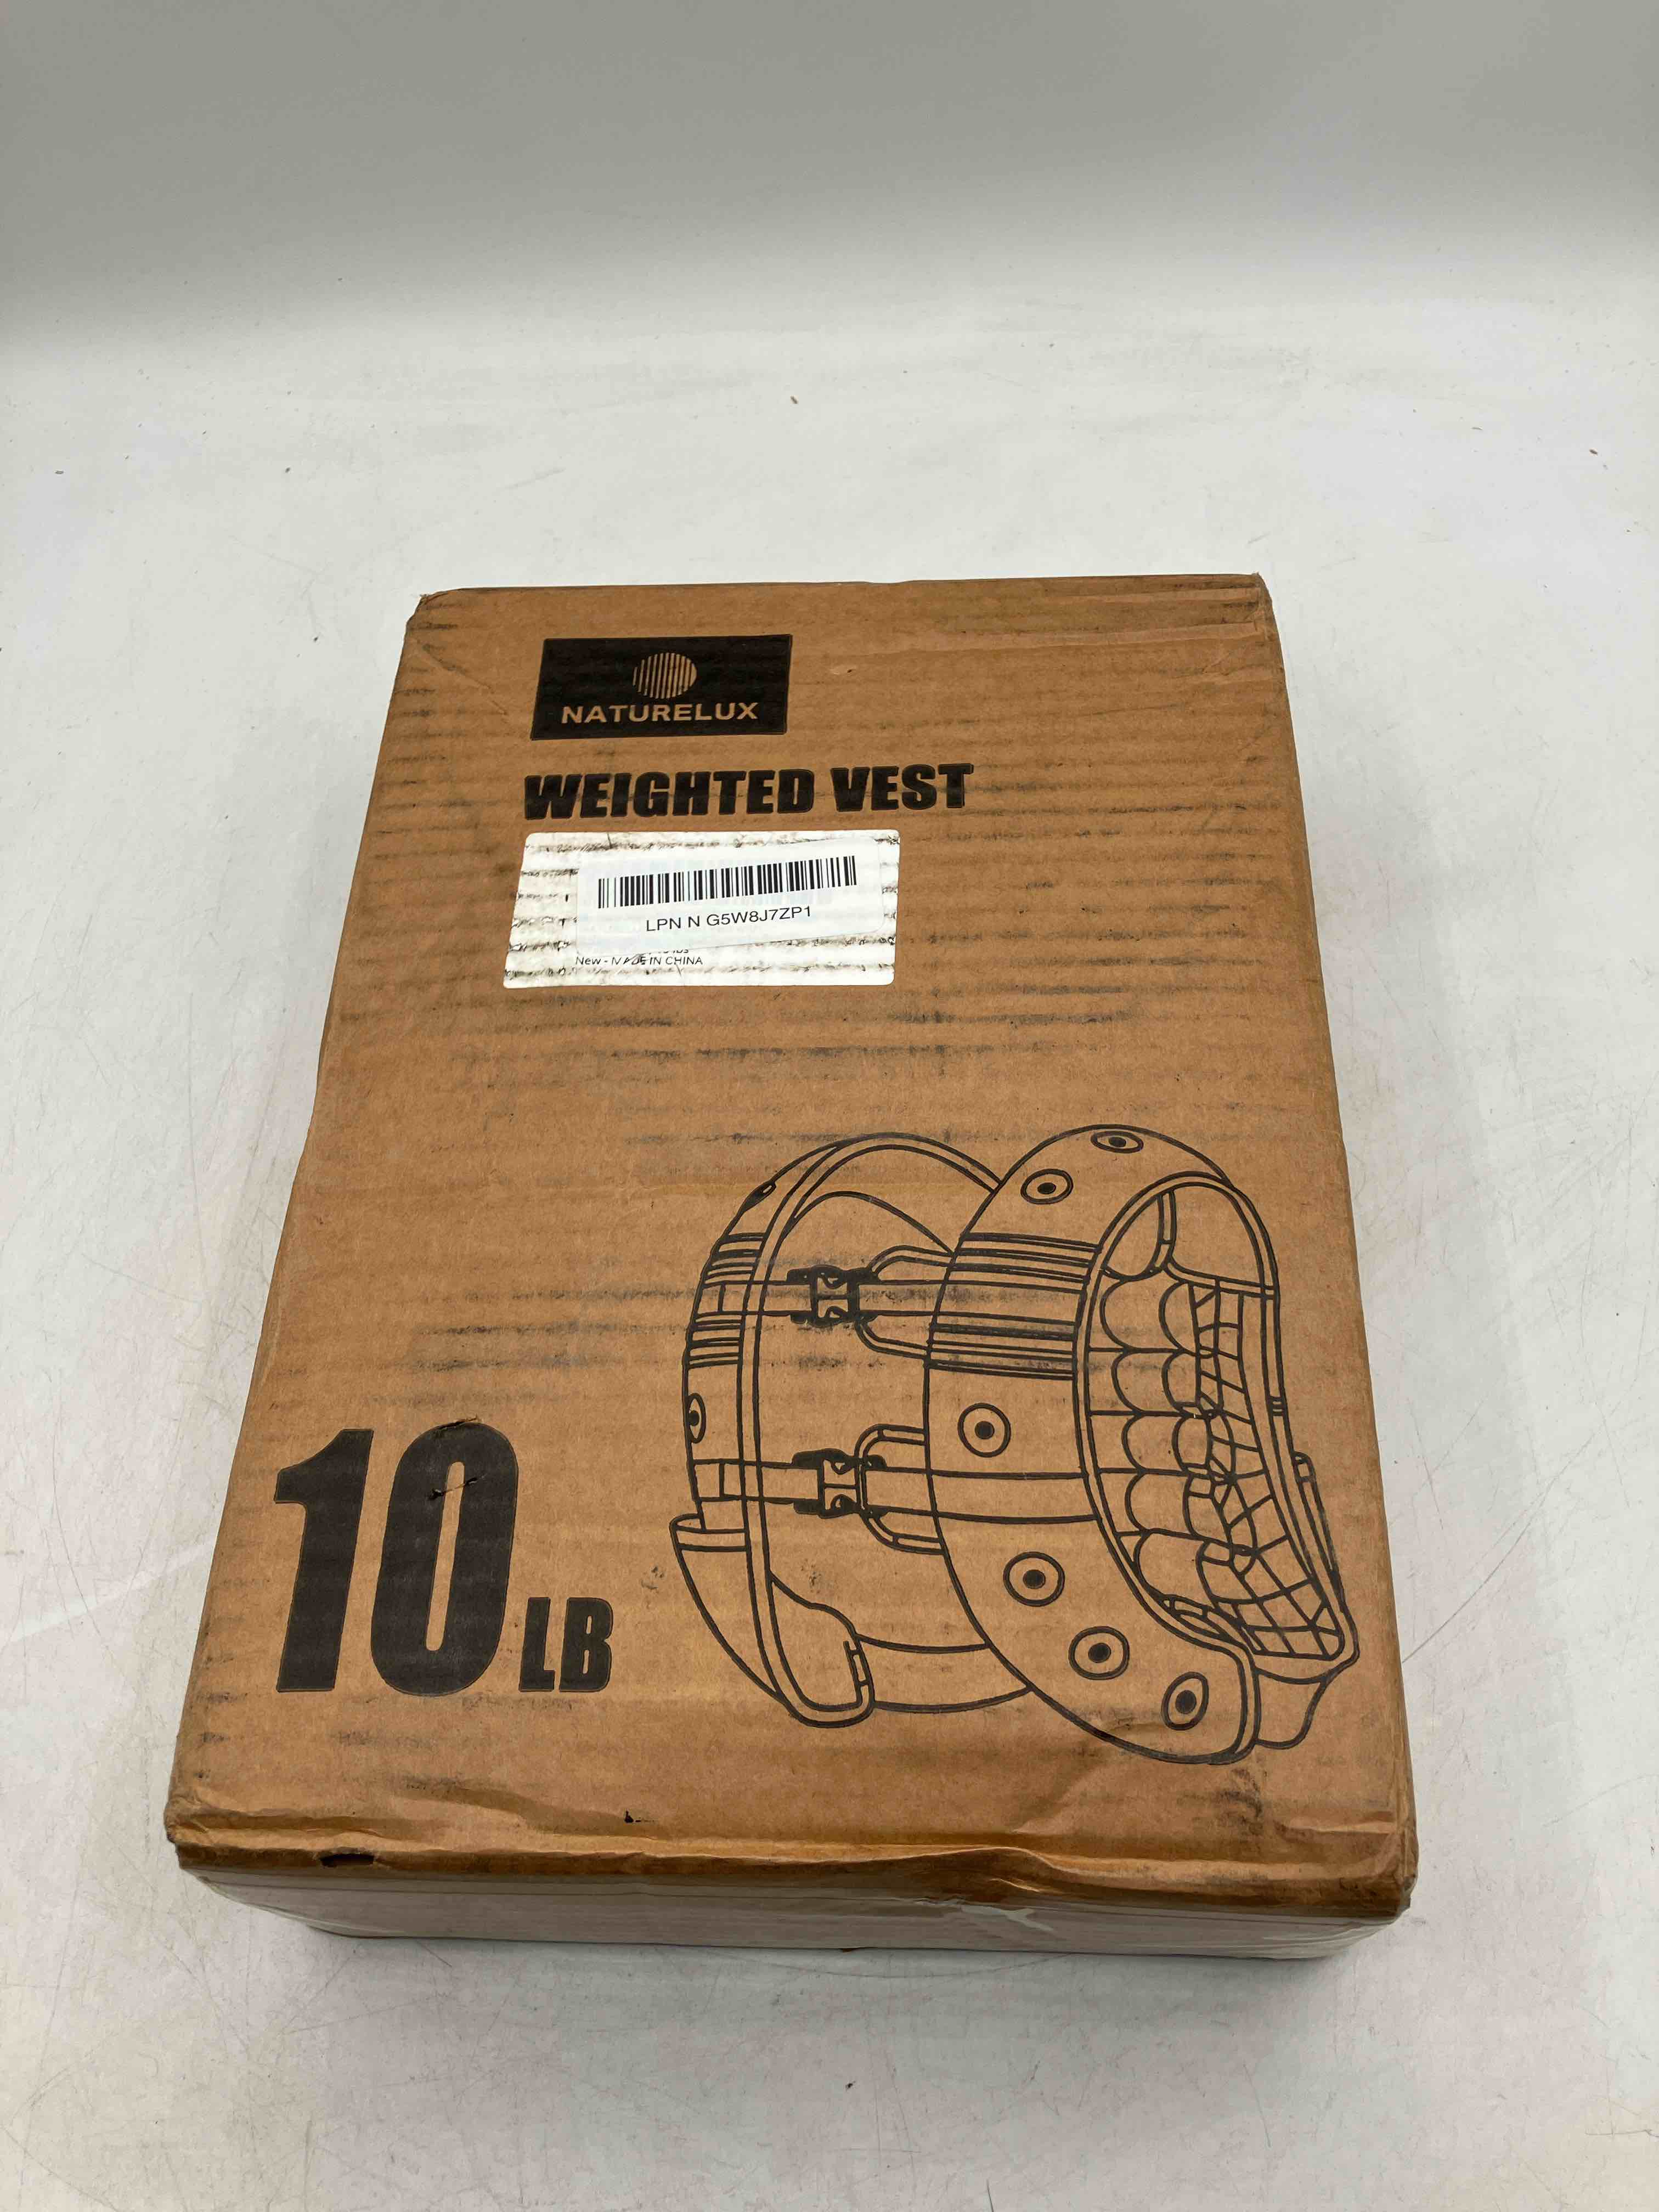 NATURELUX
WEIGHTED VEST
LPN N G5W8J7ZP1
New - MADE IN CHINA
10 LB